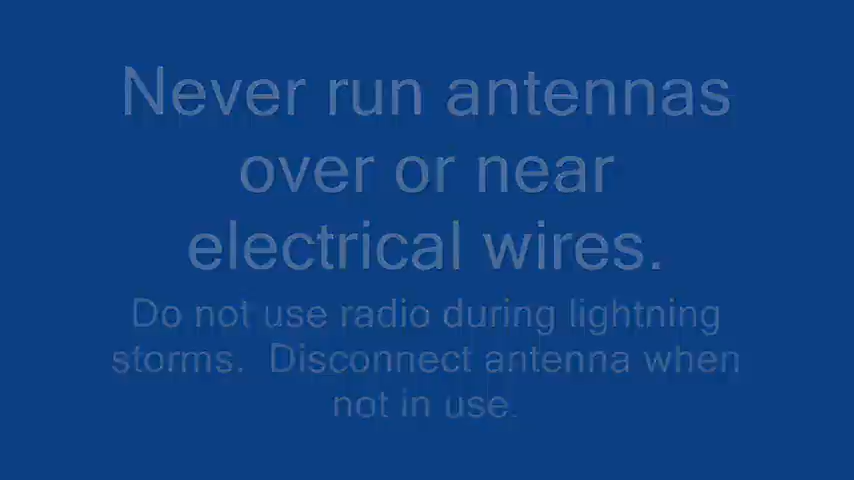 Never run antennas
over or near
electrical wires.
Do not use radio during lightning
storms.  Disconnect antenna when
not in use.